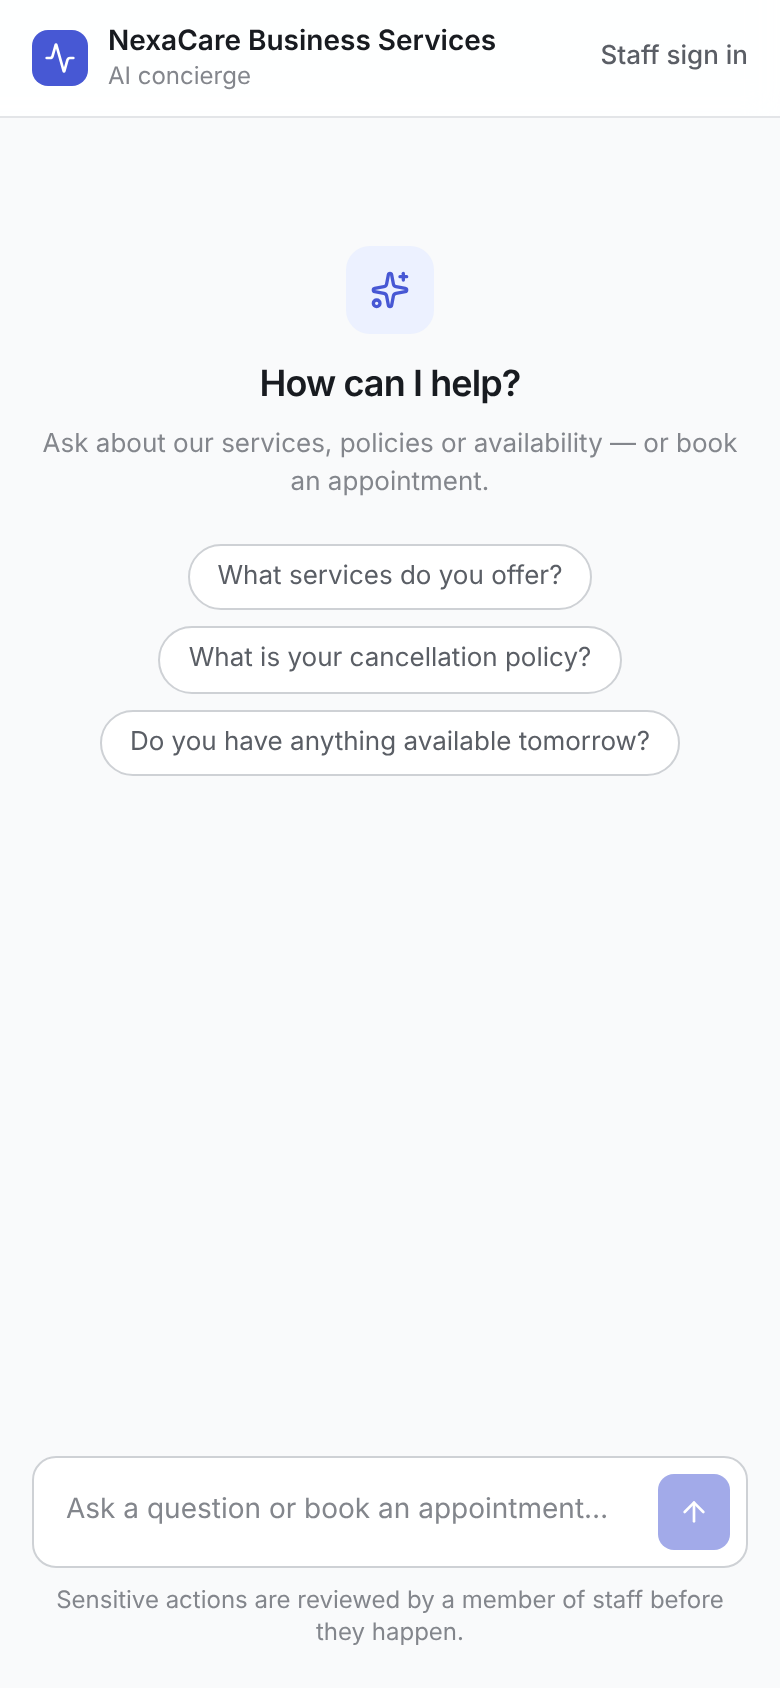 NexaCare Business Services
AI concierge
Staff sign in
How can I help?
Ask about our services, policies or availability — or book
an appointment.
What services do you offer?
What is your cancellation policy?
Do you have anything available tomorrow?
Ask a question or book an appointment...
Sensitive actions are reviewed by a member of staff before
they happen.